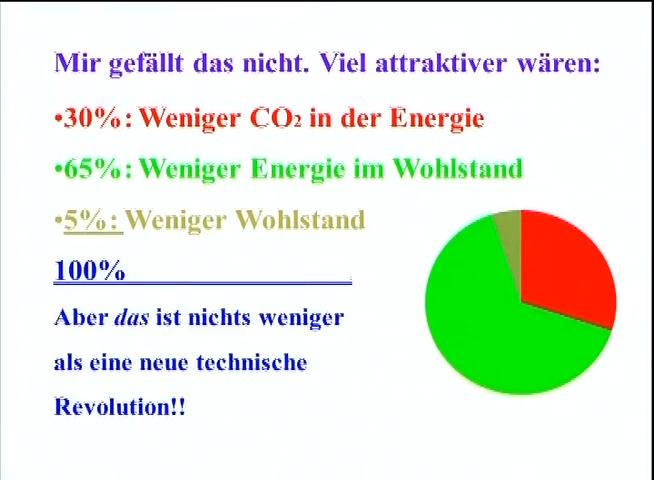 Mir gefällt das nicht. Viel attraktiver wären:
•30%: Weniger CO₂ in der Energie
•65%: Weniger Energie im Wohlstand
•5%: Weniger Wohlstand
100%
Aber das ist nichts weniger
als eine neue technische
Revolution!!